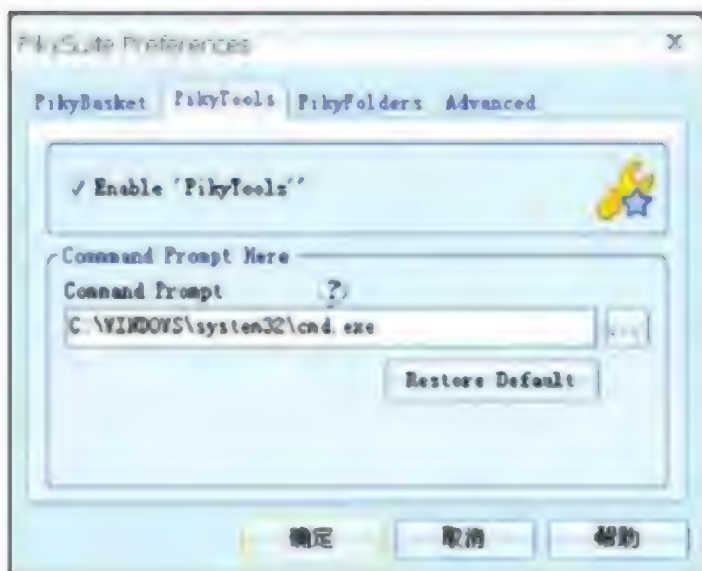 PikySuite Preferences X
PikyBasket PikyTools PikyFolders Advanced
✓ Enable 'PikyTools''
Command Prompt Here
Command Prompt ?
C:\WINDOWS\system32\cmd.exe ...
Restore Default
确定 取消 帮助